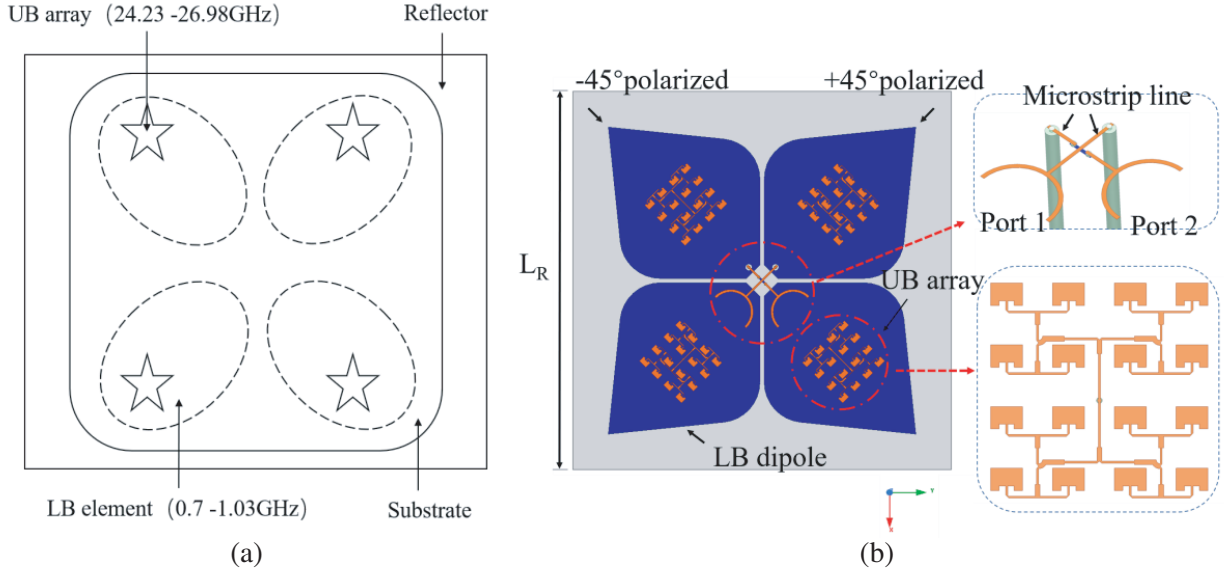 UB array (24.23 -26.98GHz)
Reflector
LB element (0.7 -1.03GHz)
Substrate
(a)
-45°polarized
+45°polarized
L_R
UB array
LB dipole
Y
X
Microstrip line
Port 1
Port 2
(b)